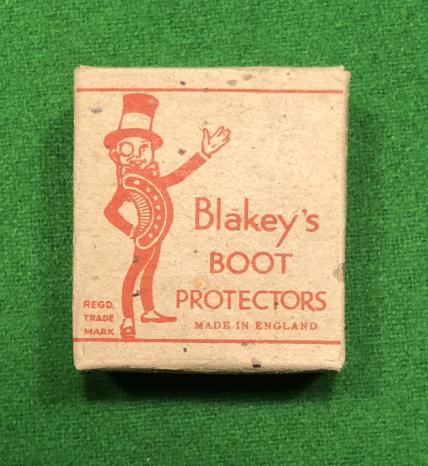 Blakey's
BOOT
PROTECTORS
MADE IN ENGLAND
REGD.
TRADE
MARK